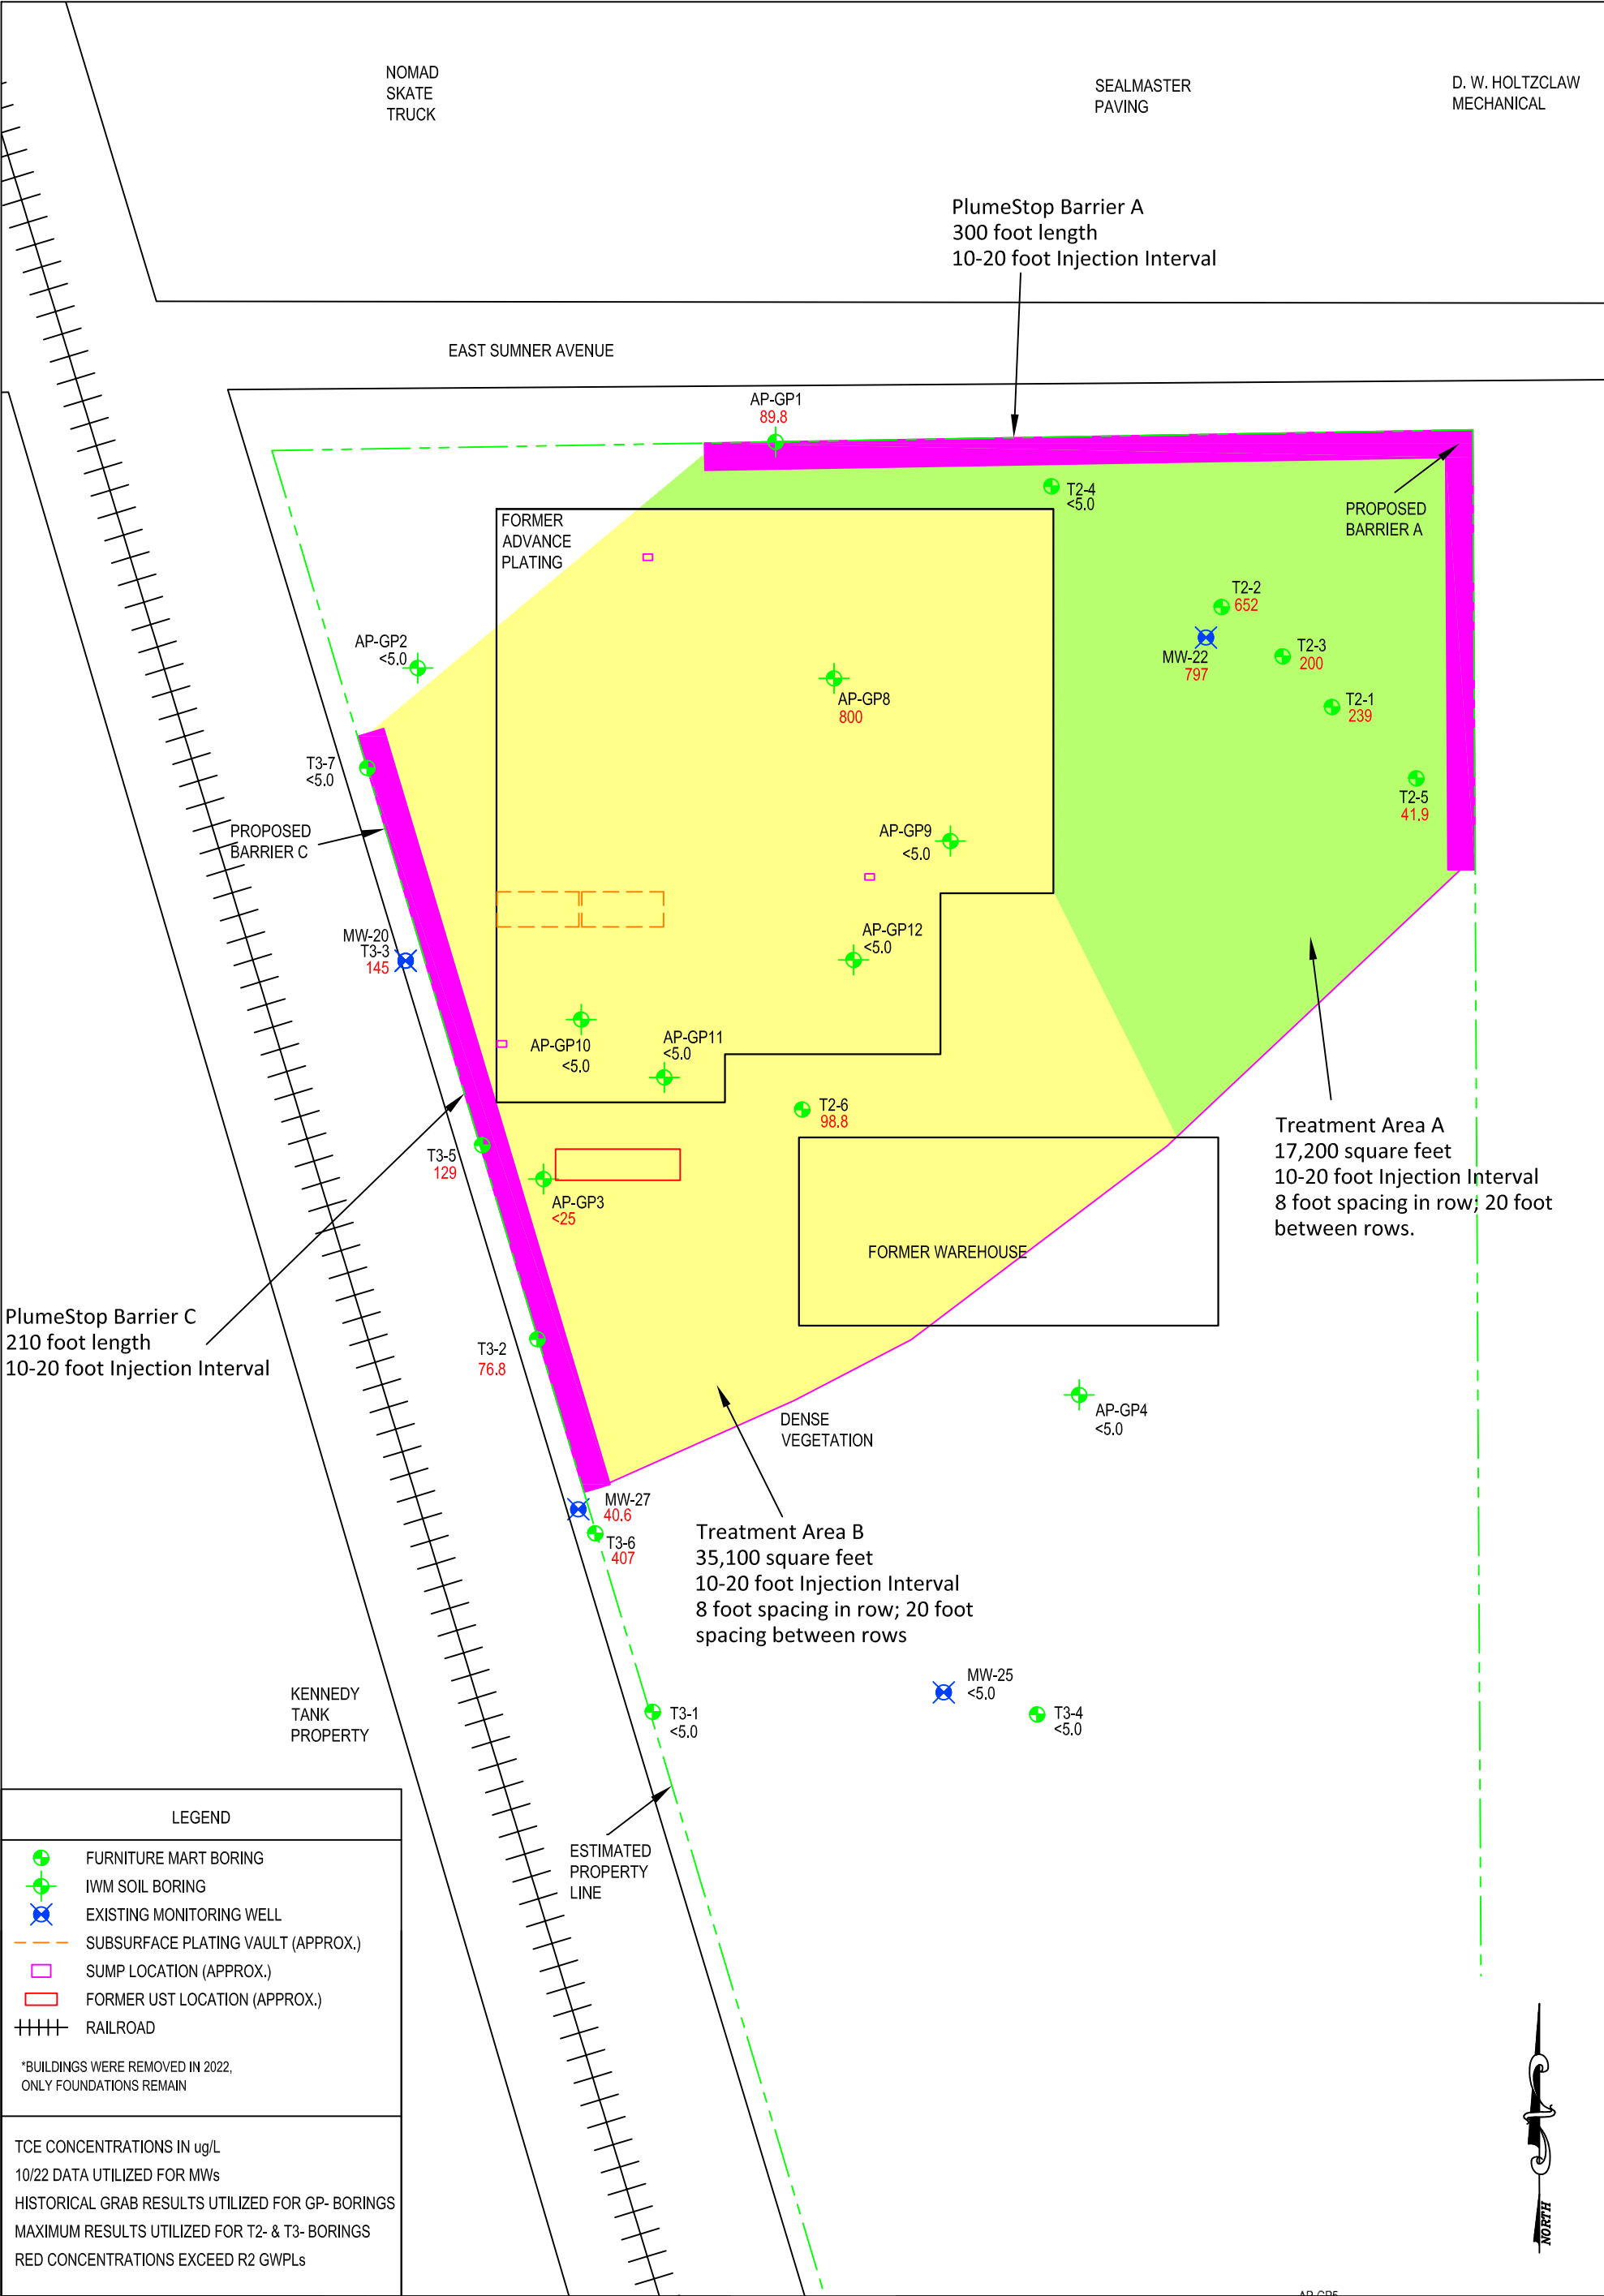 NOMAD
SKATE
TRUCK
SEALMASTER
PAVING
D. W. HOLTZCLAW
MECHANICAL
PlumeStop Barrier A
300 foot length
10-20 foot Injection Interval
EAST SUMNER AVENUE
AP-GP1
89.8
T2-4
<5.0
PROPOSED
BARRIER A
FORMER
ADVANCE
PLATING
T2-2
652
AP-GP2
<5.0
MW-22
797
T2-3
200
AP-GP8
800
T2-1
239
T3-7
<5.0
T2-5
41.9
PROPOSED
BARRIER C
AP-GP9
<5.0
MW-20
T3-3
145
AP-GP12
<5.0
AP-GP10
<5.0
AP-GP11
<5.0
T2-6
98.8
Treatment Area A
17,200 square feet
10-20 foot Injection Interval
8 foot spacing in row; 20 foot
between rows.
T3-5
129
AP-GP3
<25
FORMER WAREHOUSE
PlumeStop Barrier C
210 foot length
10-20 foot Injection Interval
T3-2
76.8
DENSE
VEGETATION
AP-GP4
<5.0
MW-27
40.6
T3-6
407
Treatment Area B
35,100 square feet
10-20 foot Injection Interval
8 foot spacing in row; 20 foot
spacing between rows
MW-25
<5.0
KENNEDY
TANK
PROPERTY
T3-1
<5.0
T3-4
<5.0
ESTIMATED
PROPERTY
LINE
LEGEND
FURNITURE MART BORING
IWM SOIL BORING
EXISTING MONITORING WELL
SUBSURFACE PLATING VAULT (APPROX.)
SUMP LOCATION (APPROX.)
FORMER UST LOCATION (APPROX.)
RAILROAD
*BUILDINGS WERE REMOVED IN 2022,
ONLY FOUNDATIONS REMAIN
TCE CONCENTRATIONS IN ug/L
10/22 DATA UTILIZED FOR MWs
HISTORICAL GRAB RESULTS UTILIZED FOR GP- BORINGS
MAXIMUM RESULTS UTILIZED FOR T2- & T3- BORINGS
RED CONCENTRATIONS EXCEED R2 GWPLs
NORTH